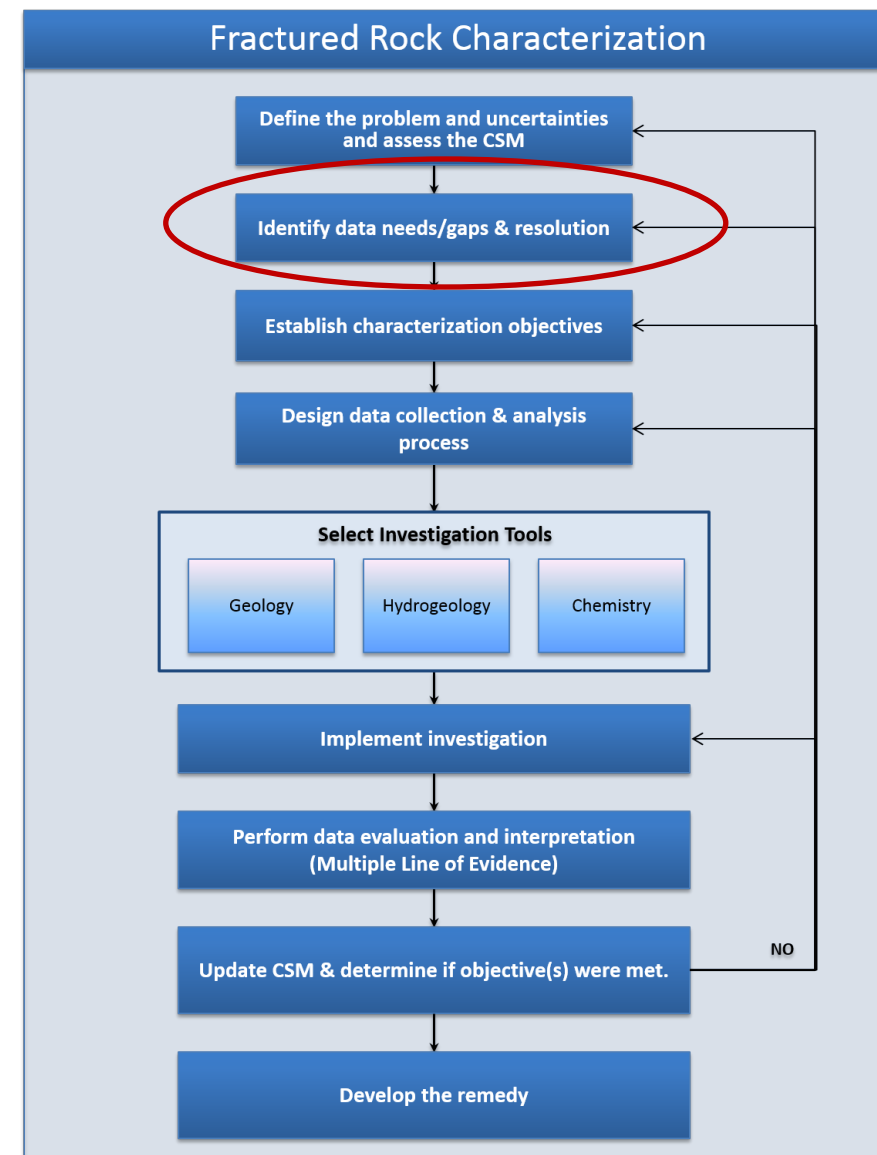 Fractured Rock Characterization
Define the problem and uncertainties
and assess the CSM
Identify data needs/gaps & resolution
Establish characterization objectives
Design data collection & analysis
process
Select Investigation Tools
Geology
Hydrogeology
Chemistry
Implement investigation
Perform data evaluation and interpretation
(Multiple Line of Evidence)
Update CSM & determine if objective(s) were met.
NO
Develop the remedy